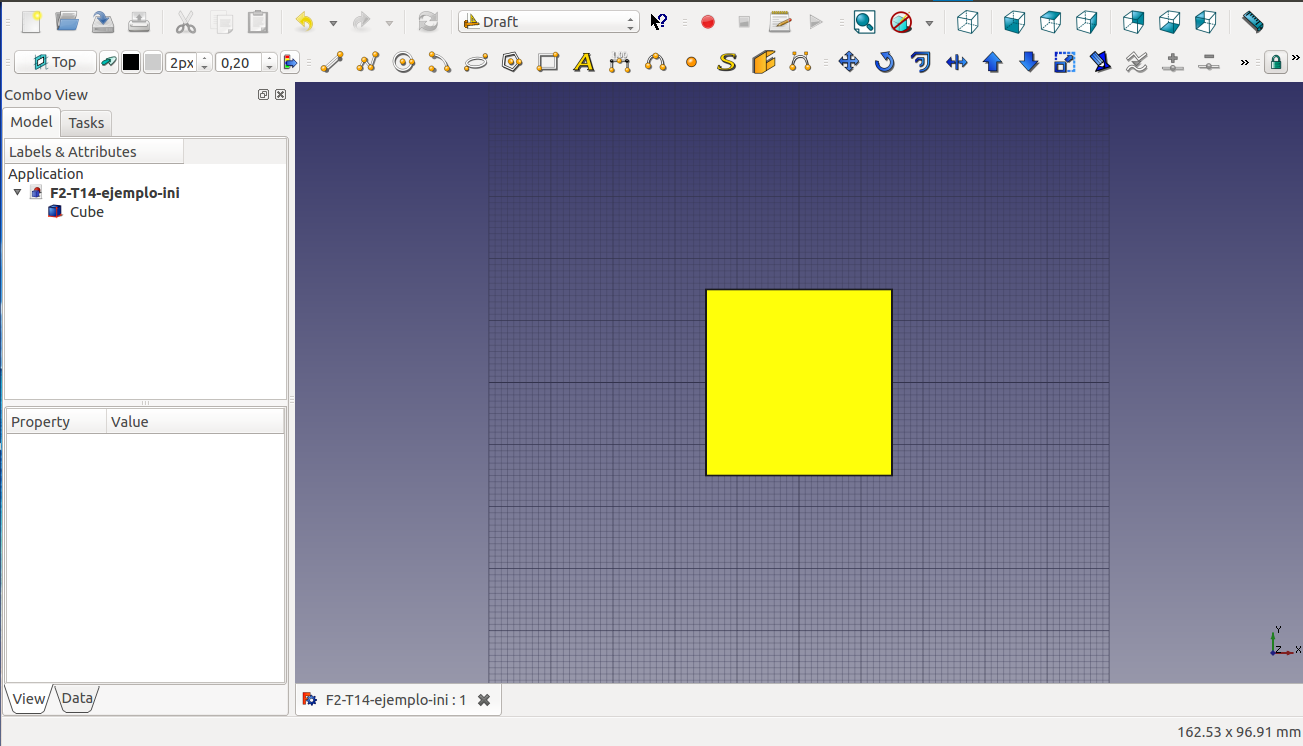 Draft
Top
2px
0,20
Combo View
Model
Tasks
Labels & Attributes
Application
F2-T14-ejemplo-ini
Cube
Property
Value
View
Data
F2-T14-ejemplo-ini : 1
Y
Z
X
162.53 x 96.91 mm